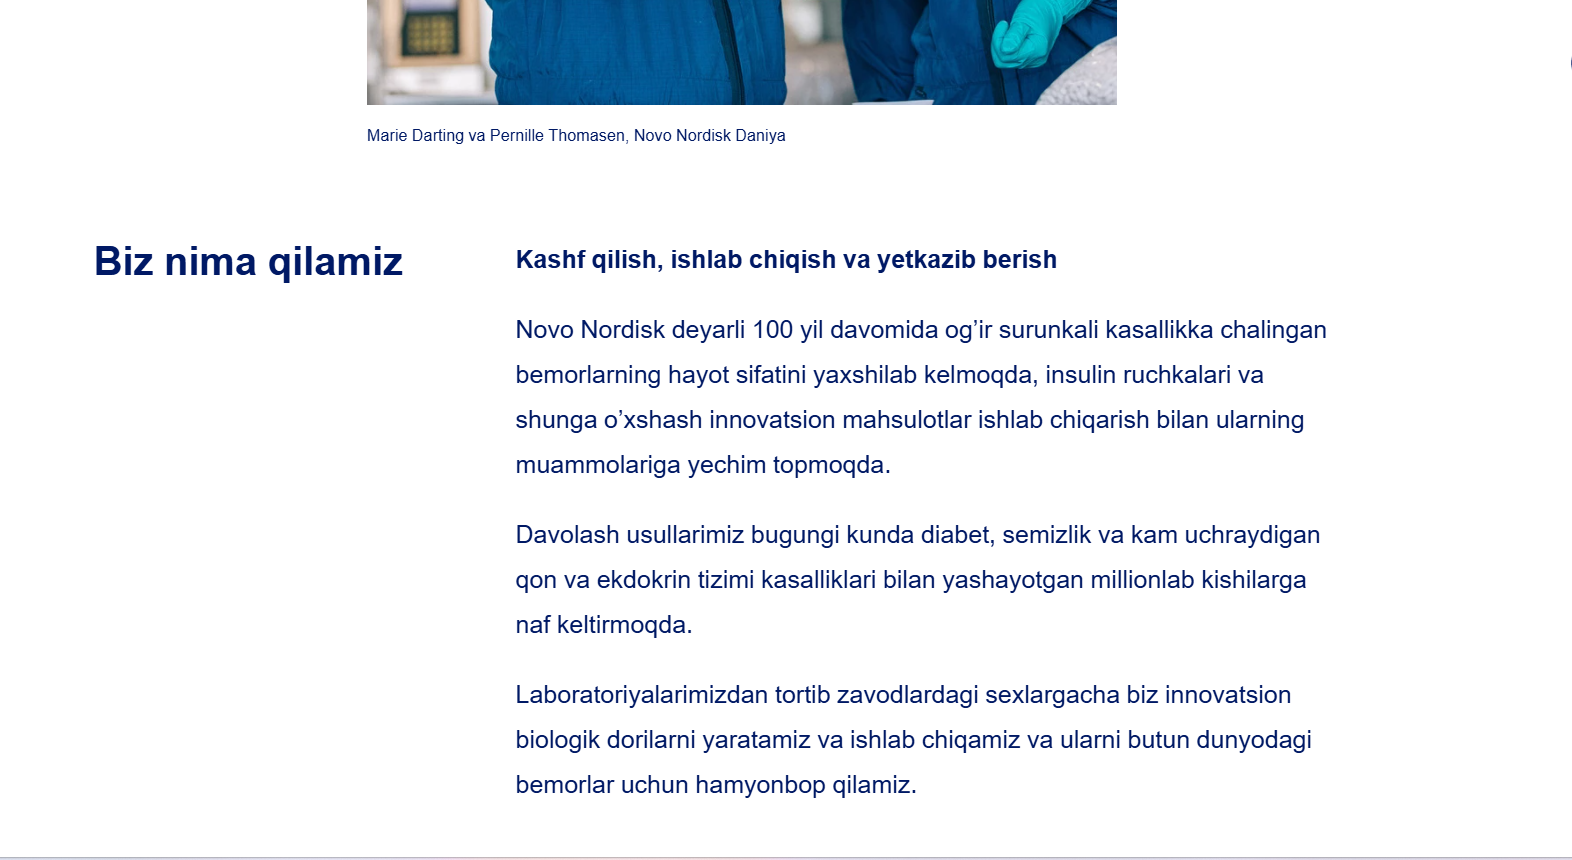 Marie Darting va Pernille Thomasen, Novo Nordisk Daniya
Biz nima qilamiz
Kashf qilish, ishlab chiqish va yetkazib berish
Novo Nordisk deyarli 100 yil davomida og’ir surunkali kasallikka chalingan
bemorlarning hayot sifatini yaxshilab kelmoqda, insulin ruchkalari va
shunga o’xshash innovatsion mahsulotlar ishlab chiqarish bilan ularning
muammolariga yechim topmoqda.
Davolash usullarimiz bugungi kunda diabet, semizlik va kam uchraydigan
qon va ekdokrin tizimi kasalliklari bilan yashayotgan millionlab kishilarga
naf keltirmoqda.
Laboratoriyalarimizdan tortib zavodlardagi sexlargacha biz innovatsion
biologik dorilarni yaratamiz va ishlab chiqamiz va ularni butun dunyodagi
bemorlar uchun hamyonbop qilamiz.